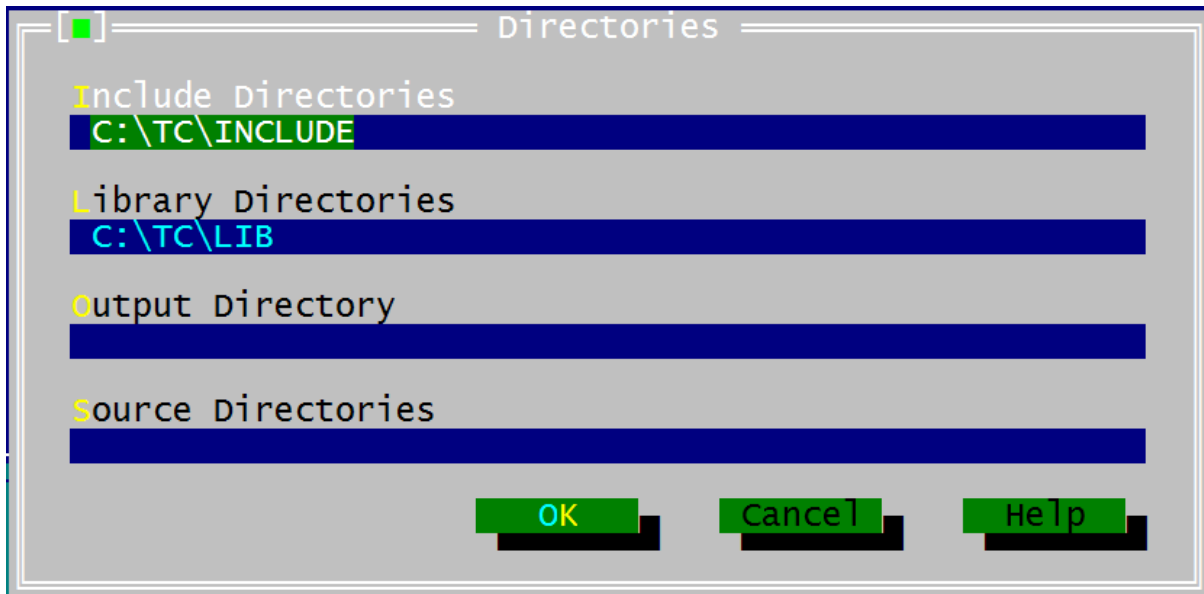 [■] Directories
Include Directories
C:\TC\INCLUDE
Library Directories
C:\TC\LIB
Output Directory
Source Directories
OK Cancel Help